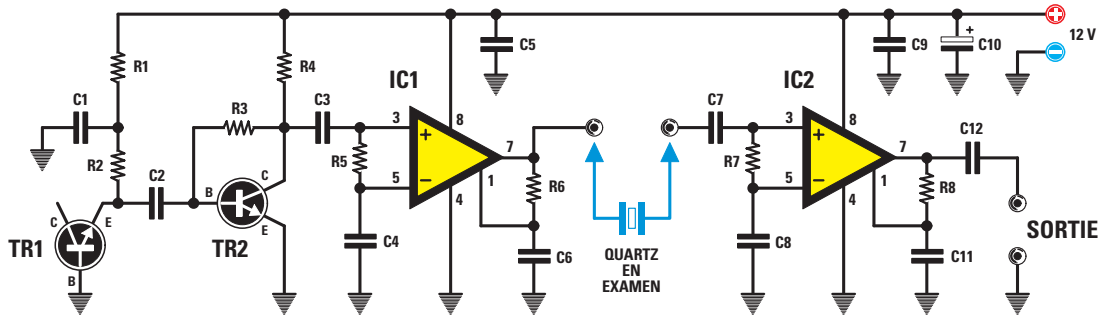 R1
R4
C5
C9
+
C10
+
12 V
−
IC1
IC2
C1
R3
C3
3
+
8
7
R5
5
−
1
4
R2
C2
B
C
E
TR2
C
E
TR1
B
C4
R6
C6
QUARTZ
EN
EXAMEN
C7
3
+
8
7
C12
R7
5
−
1
4
R8
C8
C11
SORTIE